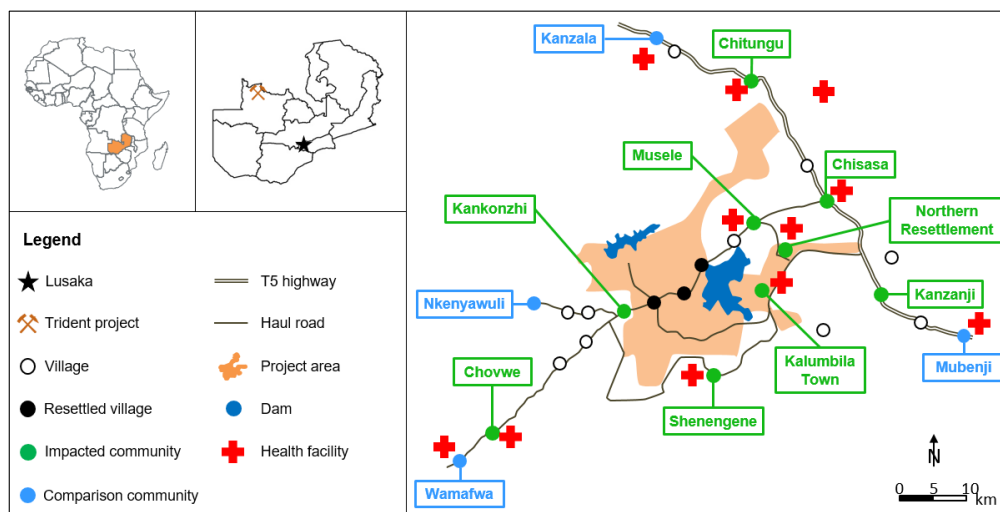 Legend
Lusaka
Trident project
Village
Resettled village
Impacted community
Comparison community
T5 highway
Haul road
Project area
Dam
Health facility
Kanzala
Chitungu
Musele
Chisasa
Kankonzhi
Northern
Resettlement
Nkenyawuli
Kanzanji
Chovwe
Kalumbila
Town
Mubenji
Shenengene
Wamafwa
N
0 5 10
km